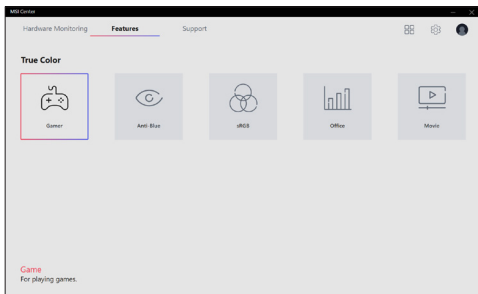 MSI Center
Hardware Monitoring Features Support
True Color
Gamer Anti-Blue sRGB Office Movie
Game
For playing games.